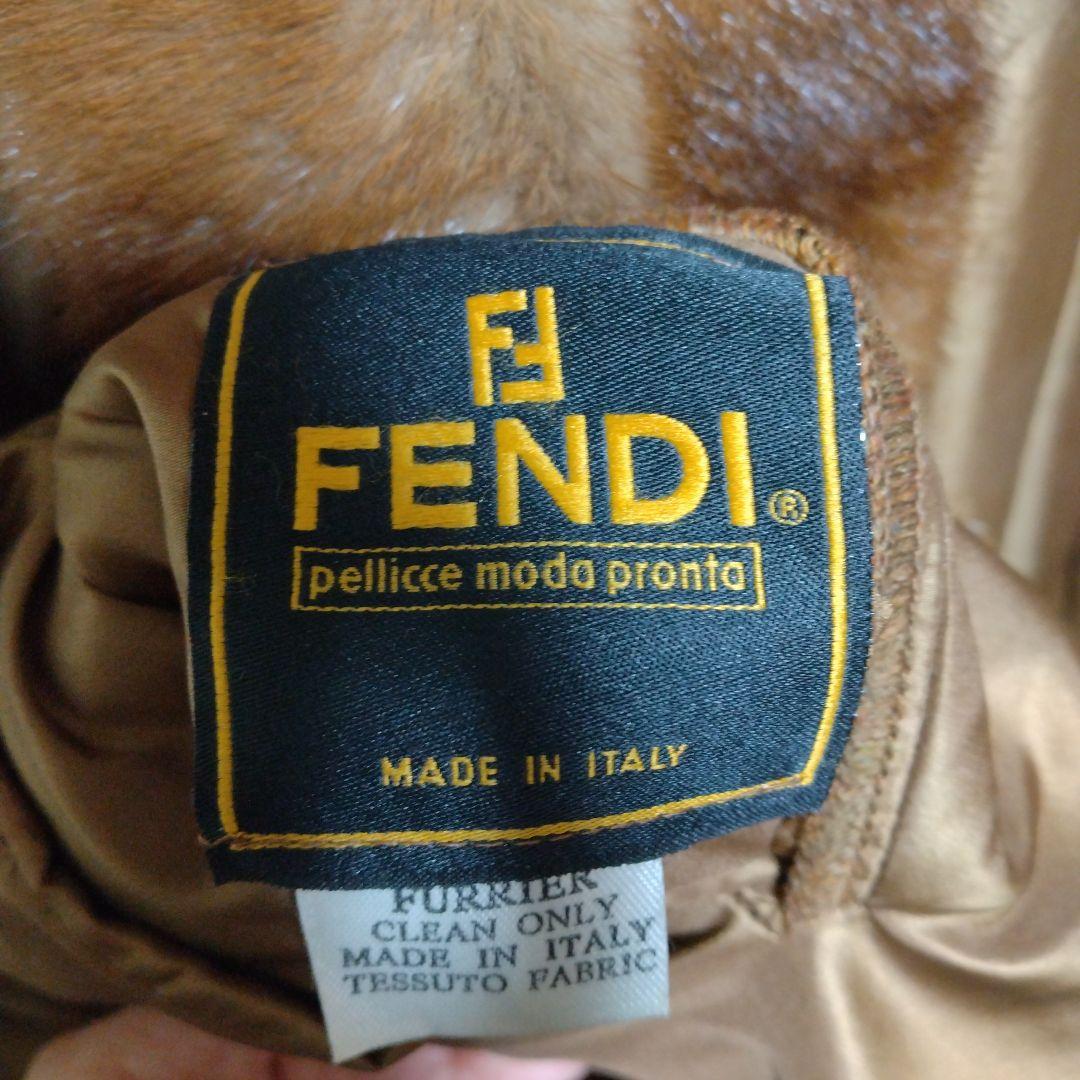 FF
FENDI®
pellicce moda pronta
MADE IN ITALY
FURRIER
CLEAN ONLY
MADE IN ITALY
TESSUTO FABRIC